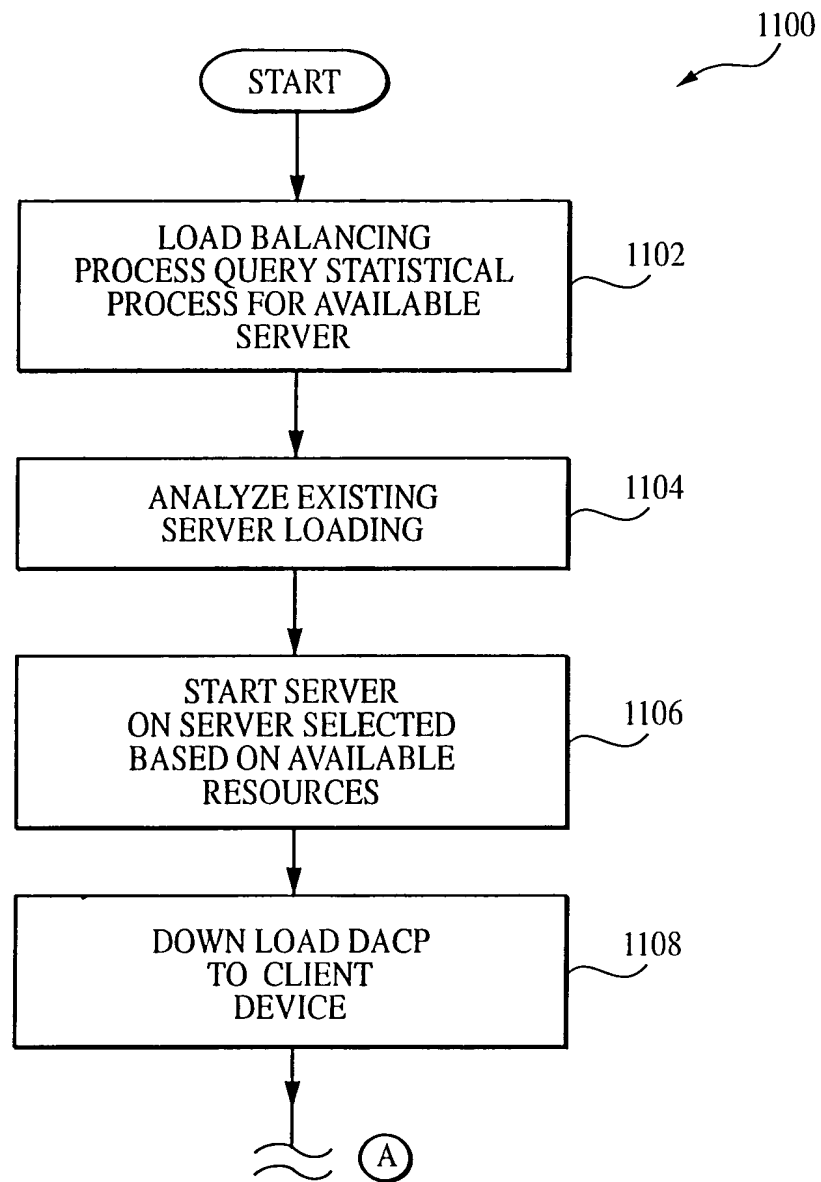 1100
START
LOAD BALANCING
PROCESS QUERY STATISTICAL
PROCESS FOR AVAILABLE
SERVER
1102
ANALYZE EXISTING
SERVER LOADING
1104
START SERVER
ON SERVER SELECTED
BASED ON AVAILABLE
RESOURCES
1106
DOWN LOAD DACP
TO CLIENT
DEVICE
1108
A